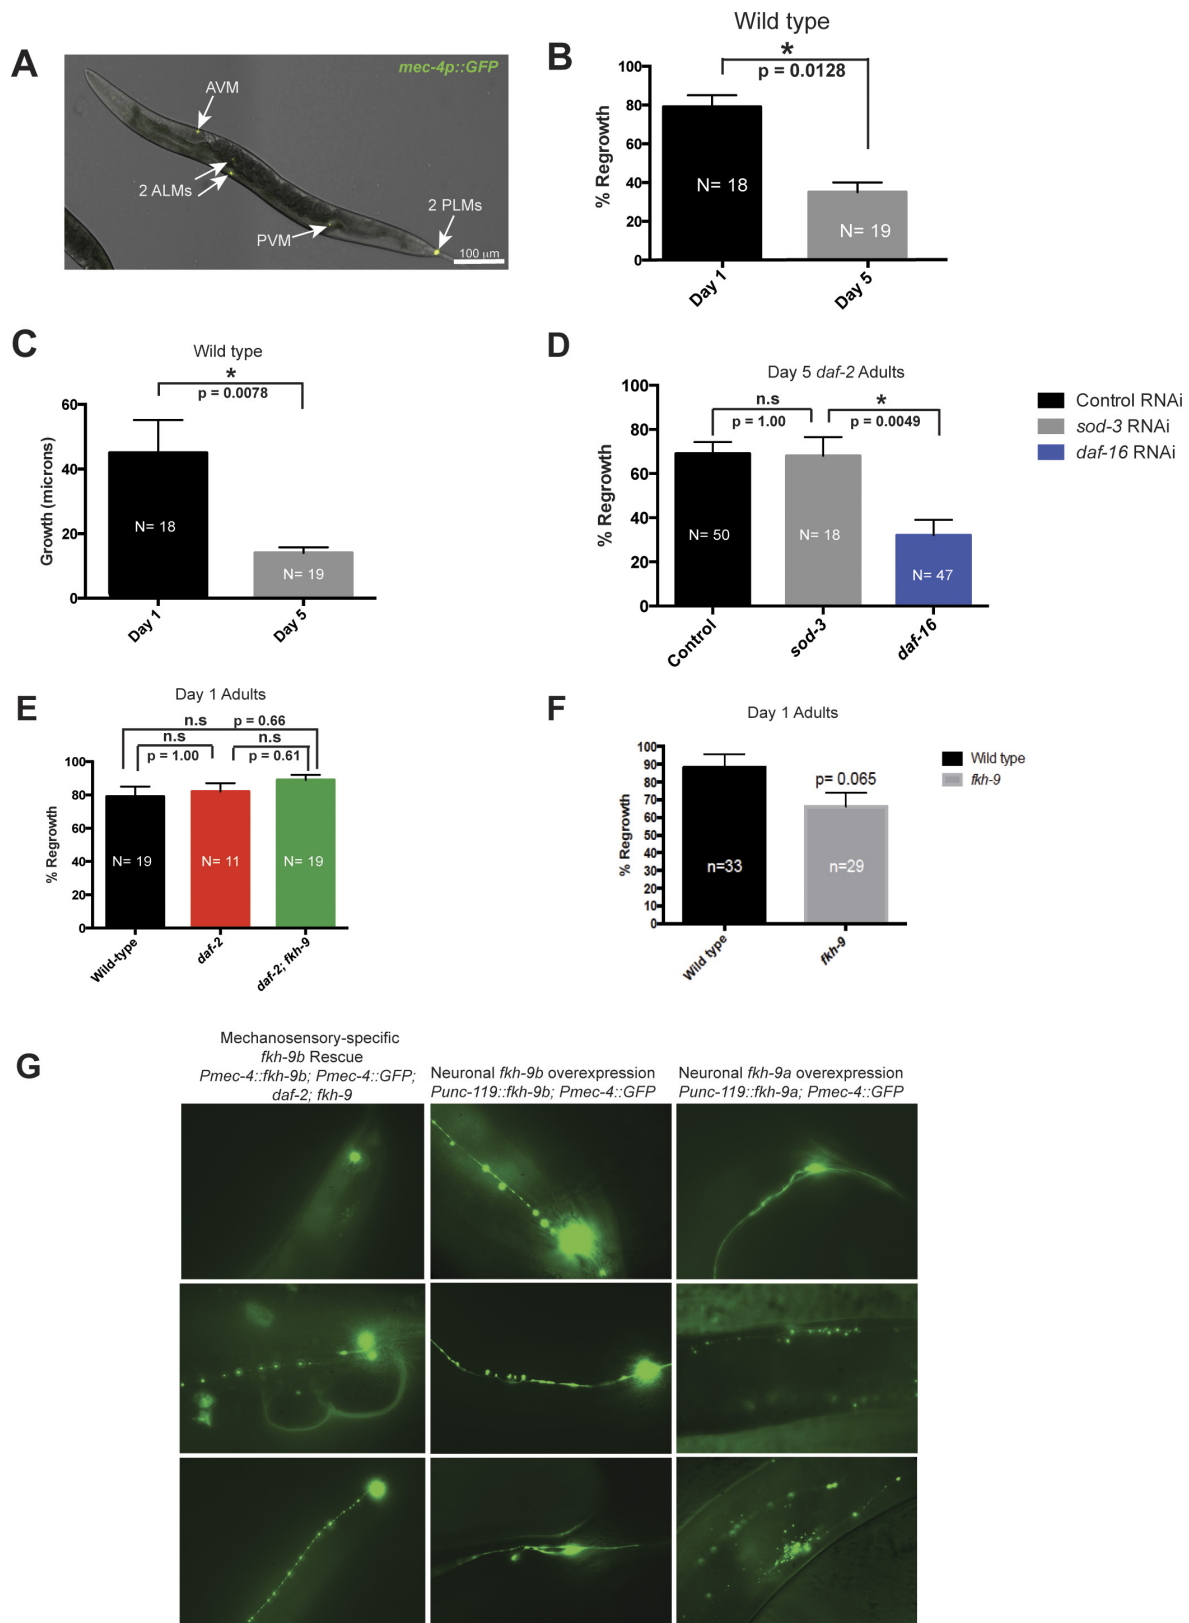 A
mec-4p::GFP
AVM
2 ALMs
PVM
2 PLMs
100 µm
B
Wild type
*
p = 0.0128
% Regrowth
100
80
60
40
20
80
0
N= 18
N= 19
Day 1
Day 5
C
Wild type
*
p = 0.0078
Growth (microns)
60
40
20
0
N= 18
N= 19
Day 1
Day 5
D
Day 5 daf-2 Adults
n.s
p = 1.00
*
p = 0.0049
% Regrowth
100
80
60
40
20
0
N= 50
N= 18
N= 47
Control
sod-3
daf-16
Control RNAi
sod-3 RNAi
daf-16 RNAi
E
Day 1 Adults
n.s p = 0.66
n.s
p = 1.00
n.s
p = 0.61
% Regrowth
100
80
60
40
80
0
N= 19
N= 11
N= 19
Wild-type
daf-2
daf-2; fkh-9
F
Day 1 Adults
% Regrowth
100
90
80
70
60
50
40
30
20
10
0
p= 0.065
n=33
n=29
Wild type
fkh-9
Wild type
fkh-9
G
Mechanosensory-specific
fkh-9b Rescue
Pmec-4::fkh-9b; Pmec-4::GFP;
daf-2; fkh-9
Neuronal fkh-9b overexpression
Punc-119::fkh-9b; Pmec-4::GFP
Neuronal fkh-9a overexpression
Punc-119::fkh-9a; Pmec-4::GFP